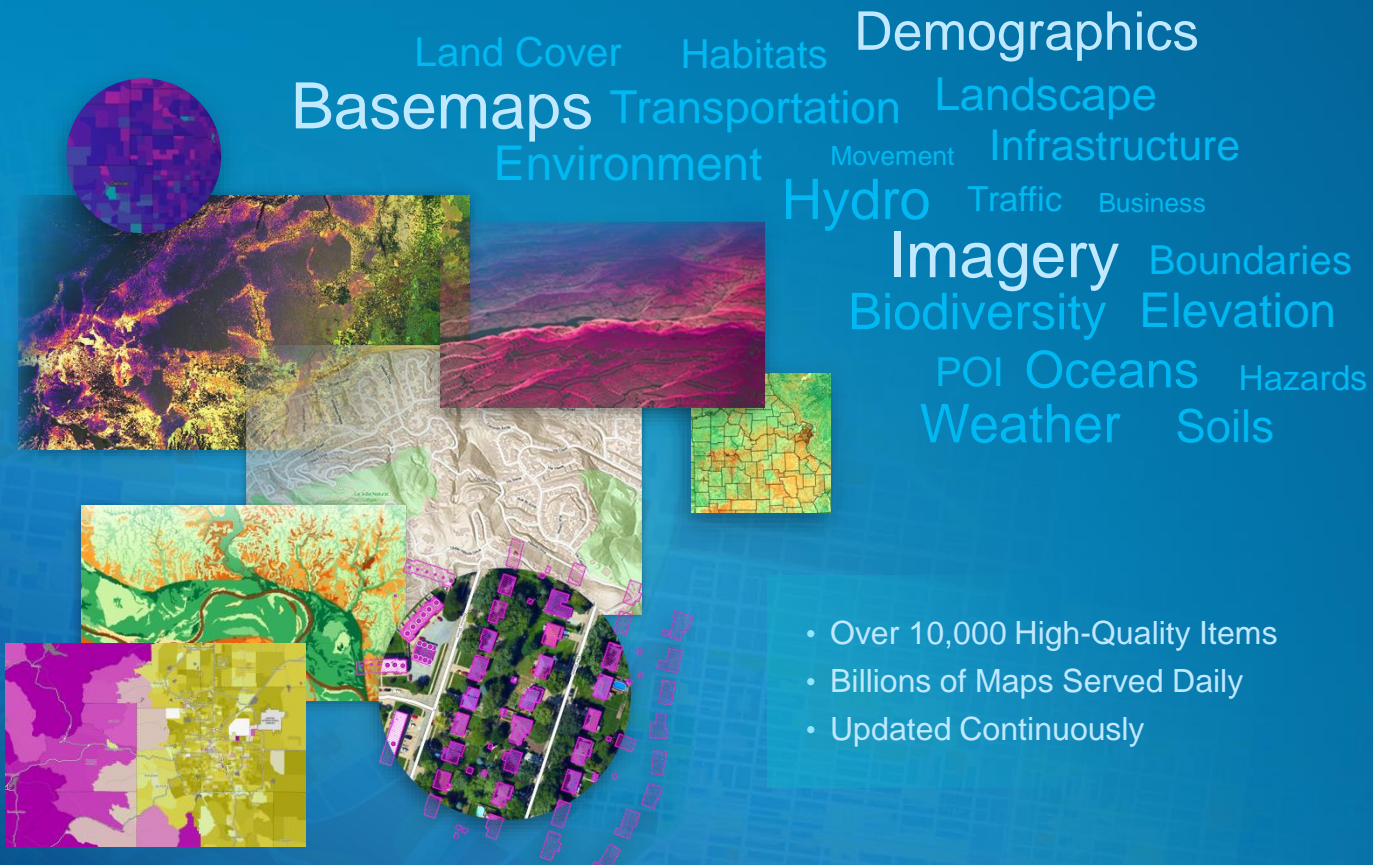 Demographics
Land Cover Habitats
Basemaps Transportation Landscape
Environment Movement Infrastructure
Hydro Traffic Business
Imagery Boundaries
Biodiversity Elevation
POI Oceans Hazards
Weather Soils
• Over 10,000 High-Quality Items
• Billions of Maps Served Daily
• Updated Continuously